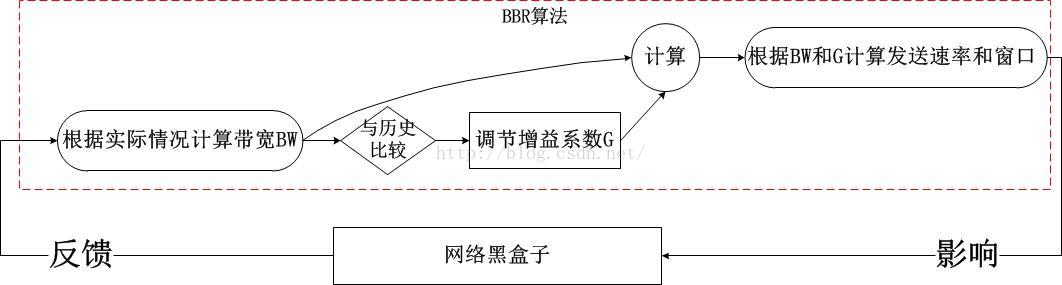 BBR算法
计算
根据BW和G计算发送速率和窗口
根据实际情况计算带宽BW
与历史
比较
调节增益系数G
http://blog.csdn.net/
反馈
网络黑盒子
影响